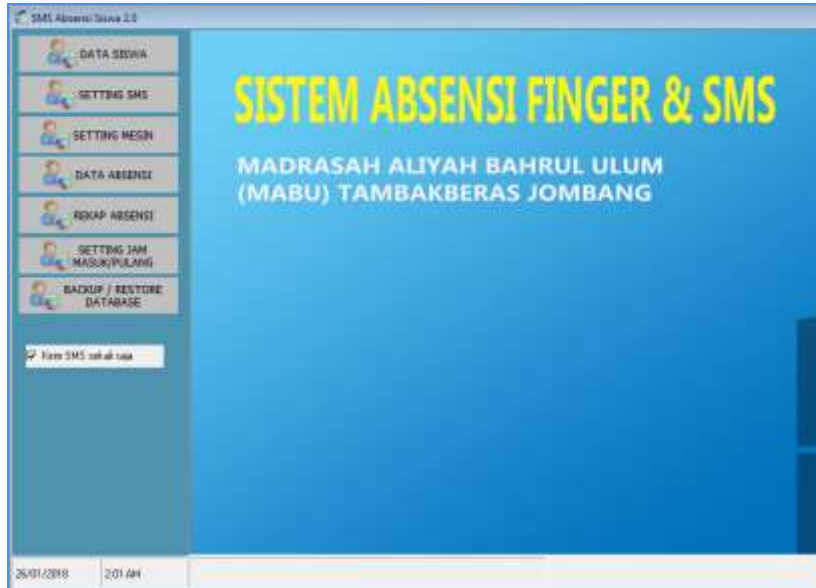 SMS Absensi Siswa 2.0
DATA SISWA
SETTING SMS
SETTING MESIN
DATA ABSENSI
REKAP ABSENSI
SETTING JAM
MASUK/PULANG
BACKUP / RESTORE
DATABASE
Kirim SMS sekali saja
SISTEM ABSENSI FINGER & SMS
MADRASAH ALIYAH BAHRUL ULUM
(MABU) TAMBAKBERAS JOMBANG
26/01/2018
2:01 AM